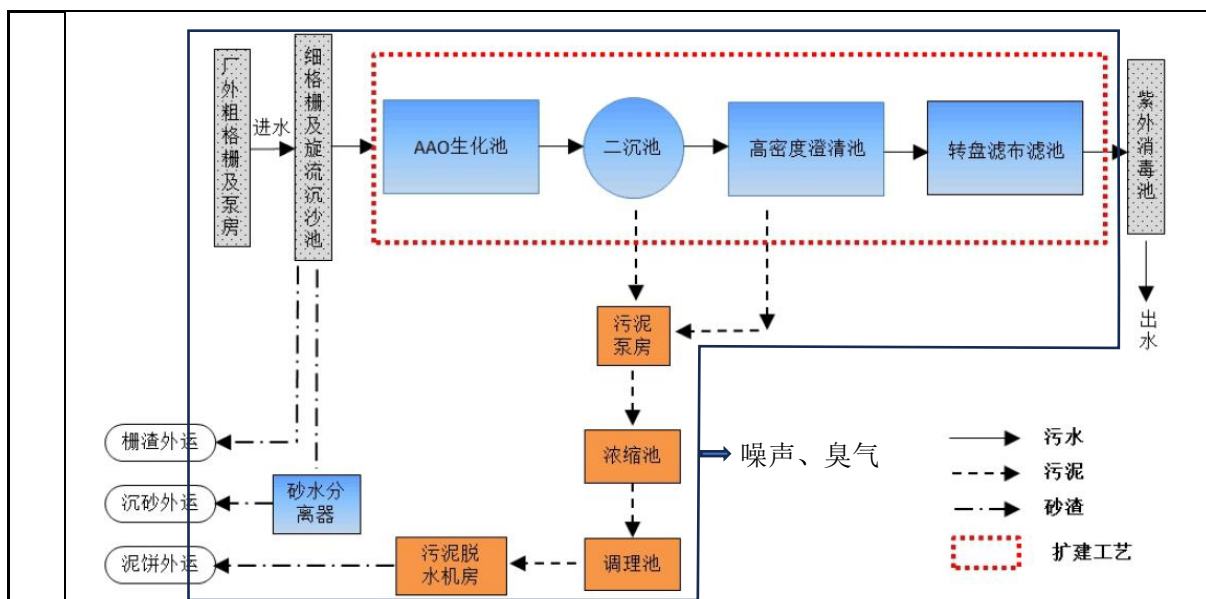 厂外粗格栅及泵房
进水
细格栅及旋流沉沙池
AAO生化池
二沉池
高密度澄清池
转盘滤布滤池
紫外消毒池
出水
污泥
泵房
浓缩池
噪声、臭气
调理池
污泥脱
水机房
砂水分
离器
栅渣外运
沉砂外运
泥饼外运
污水
污泥
砂渣
扩建工艺